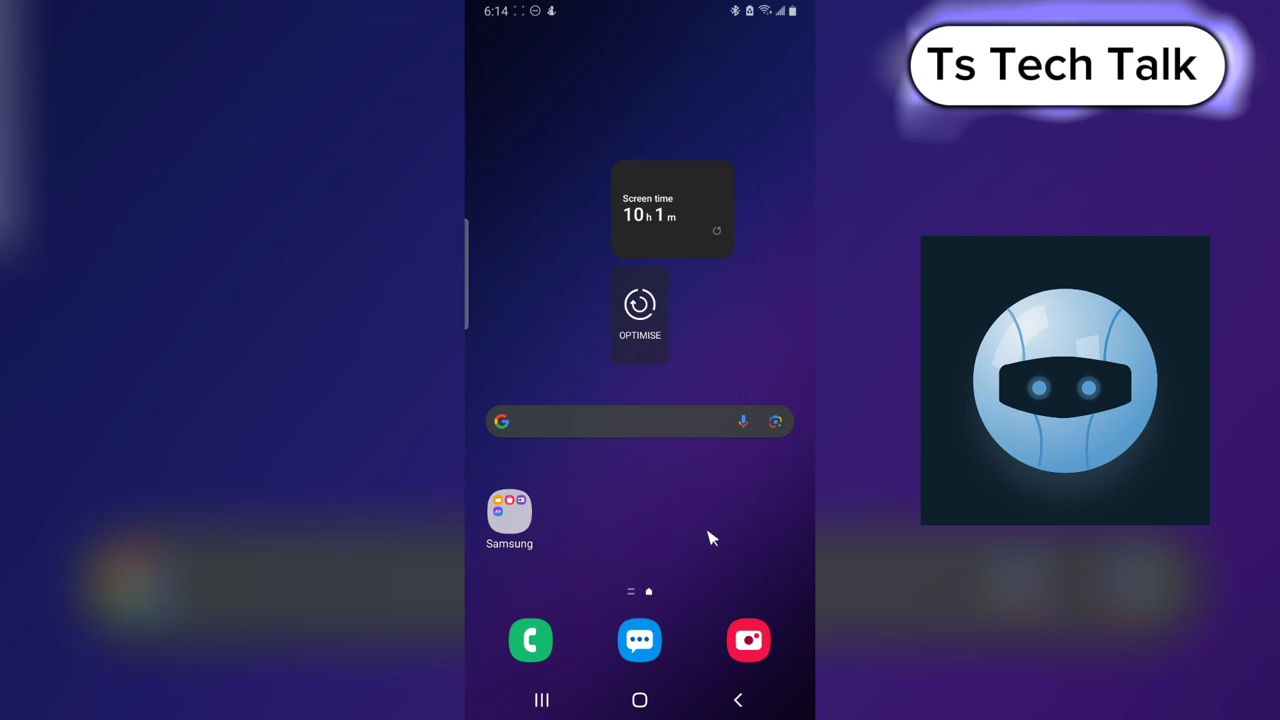 6:14
Ts Tech Talk
Screen time
10 h 1 m
OPTIMISE
Samsung